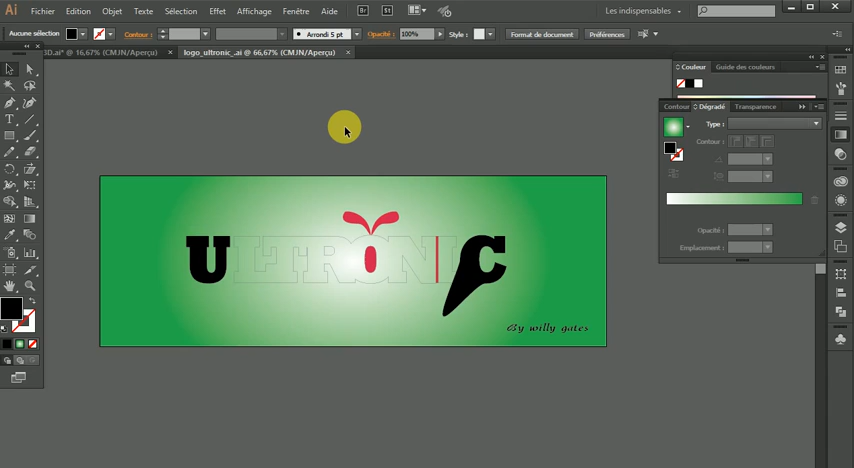 Ai Fichier Edition Objet Texte Sélection Effet Affichage Fenêtre Aide Br St Les indispensables
Aucune sélection Contour : Arrondi 5 pt Opacité : 100% Style : Format de document Préférences
3D.ai* @ 16,67% (CMJN/Aperçu) × logo_ultronic_.ai @ 66,67% (CMJN/Aperçu) ×
Couleur Guide des couleurs
Contour Dégradé Transparence
Type :
Contour :
Opacité :
Emplacement :
ULTRONIC
By willy gates